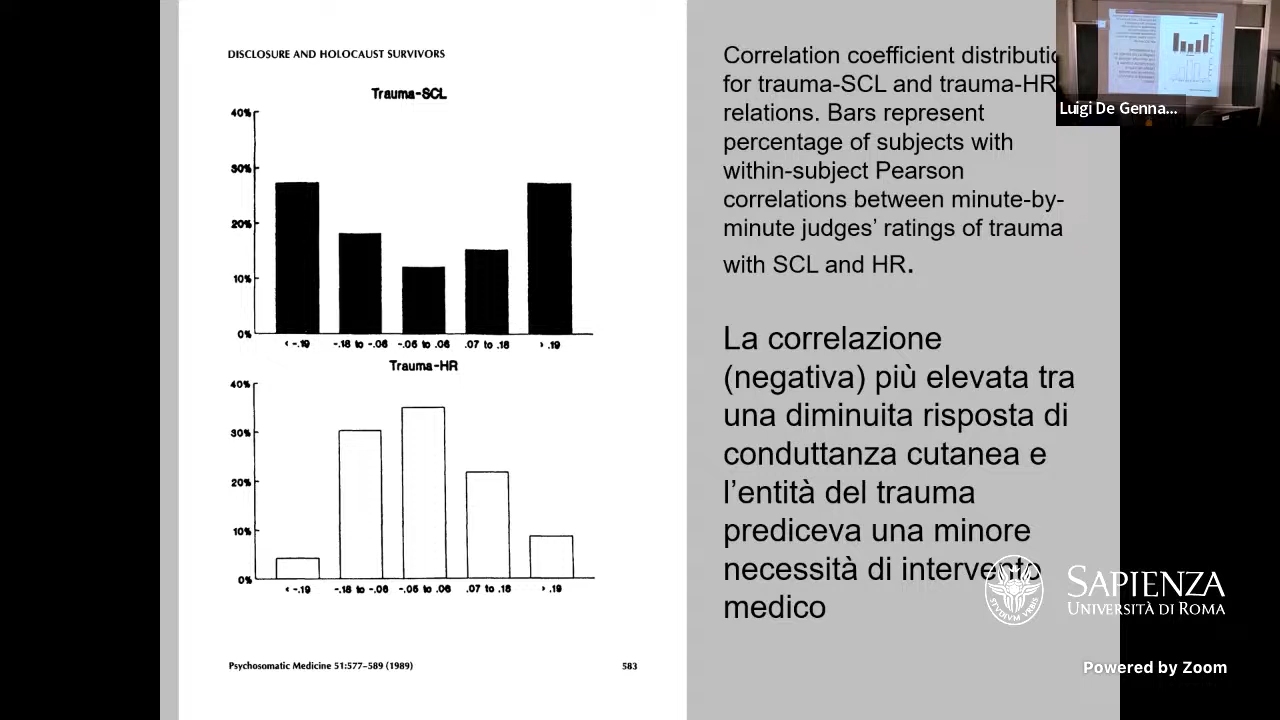 DISCLOSURE AND HOLOCAUST SURVIVORS
Trauma-SCL
40%
30%
20%
10%
0%
< -.19
-.18 to -.06
-.05 to .06
.07 to .18
> .19
Trauma-HR
40%
30%
20%
10%
0%
< -.19
-.18 to -.06
-.05 to .06
.07 to .18
> .19
Psychosomatic Medicine 51:577–589 (1989)
583
Correlation coefficient distributio
for trauma-SCL and trauma-HR
relations. Bars represent
percentage of subjects with
within-subject Pearson
correlations between minute-by-
minute judges’ ratings of trauma
with SCL and HR.
La correlazione
(negativa) più elevata tra
una diminuita risposta di
conduttanza cutanea e
l’entità del trauma
prediceva una minore
necessità di intervento
medico
Luigi De Genna...
SAPIENZA
UNIVERSITÀ DI ROMA
STVDIVM VRBIS
Powered by Zoom